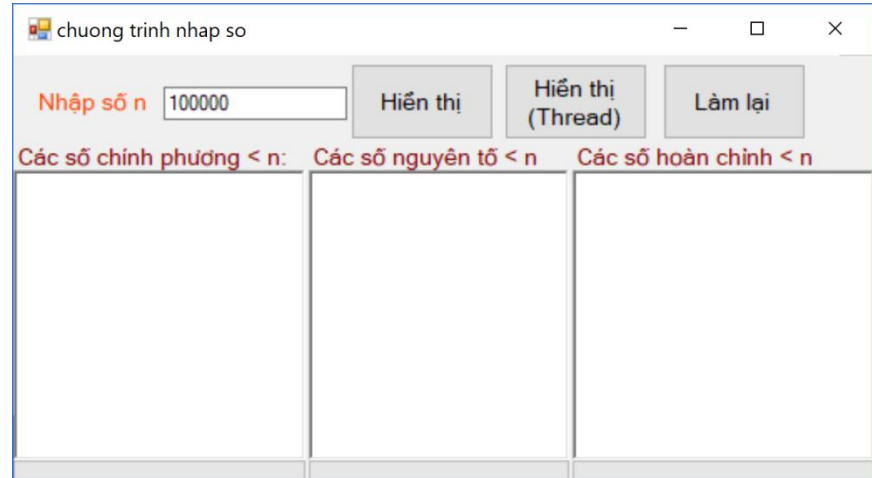 chuong trinh nhap so
Nhập số n 100000 Hiển thị Hiển thị (Thread) Làm lại
Các số chính phương < n: Các số nguyên tố < n Các số hoàn chỉnh < n